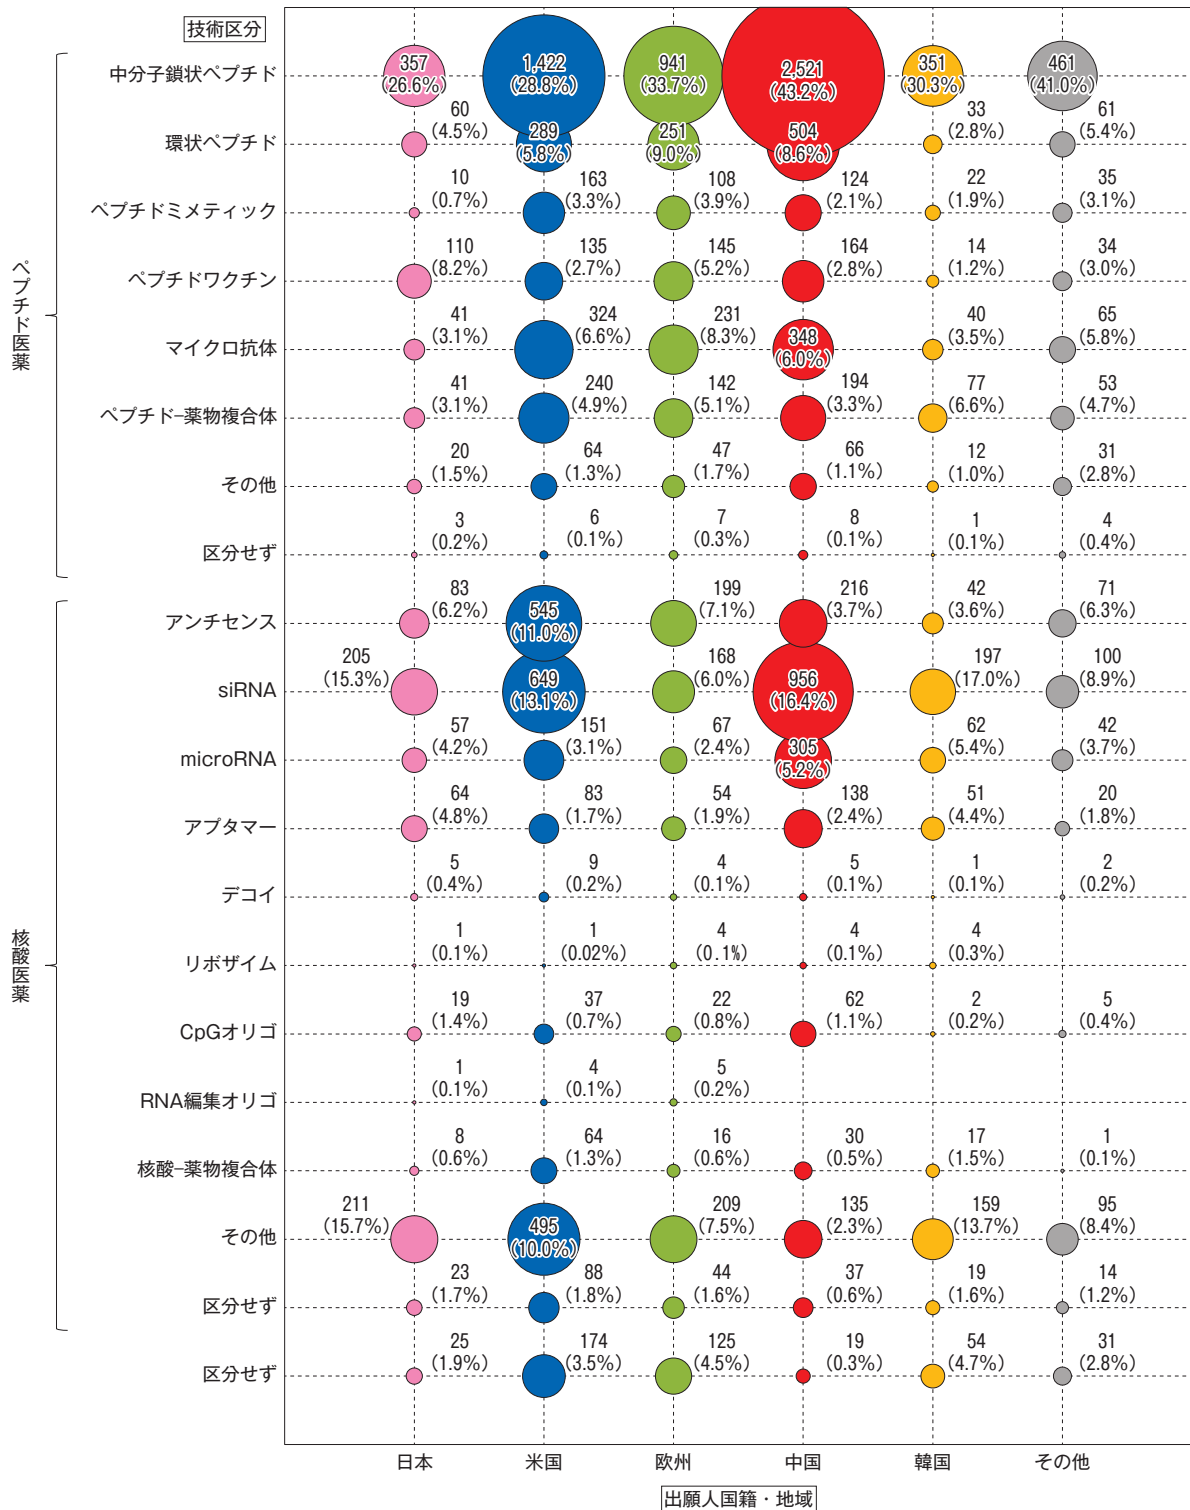 技術区分
ペプチド医薬
中分子鎖状ペプチド
357 1,422 941 2,521 351 461
(26.6%) (28.8%) (33.7%) (43.2%) (30.3%) (41.0%)
環状ペプチド
60 289 251 504 33 61
(4.5%) (5.8%) (9.0%) (8.6%) (2.8%) (5.4%)
ペプチドミメティック
10 163 108 124 22 35
(0.7%) (3.3%) (3.9%) (2.1%) (1.9%) (3.1%)
ペプチドワクチン
110 135 145 164 14 34
(8.2%) (2.7%) (5.2%) (2.8%) (1.2%) (3.0%)
マイクロ抗体
41 324 231 348 40 65
(3.1%) (6.6%) (8.3%) (6.0%) (3.5%) (5.8%)
ペプチド-薬物複合体
41 240 142 194 77 53
(3.1%) (4.9%) (5.1%) (3.3%) (6.6%) (4.7%)
その他
20 64 47 66 12 31
(1.5%) (1.3%) (1.7%) (1.1%) (1.0%) (2.8%)
区分せず
3 6 7 8 1 4
(0.2%) (0.1%) (0.3%) (0.1%) (0.1%) (0.4%)
核酸医薬
アンチセンス
83 545 199 216 42 71
(6.2%) (11.0%) (7.1%) (3.7%) (3.6%) (6.3%)
siRNA
205 649 168 956 197 100
(15.3%) (13.1%) (6.0%) (16.4%) (17.0%) (8.9%)
microRNA
57 151 67 305 62 42
(4.2%) (3.1%) (2.4%) (5.2%) (5.4%) (3.7%)
アプタマー
64 83 54 138 51 20
(4.8%) (1.7%) (1.9%) (2.4%) (4.4%) (1.8%)
デコイ
5 9 4 5 1 2
(0.4%) (0.2%) (0.1%) (0.1%) (0.1%) (0.2%)
リボザイム
1 1 4 4 4
(0.1%) (0.02%) (0.1%) (0.1%) (0.3%)
CpGオリゴ
19 37 22 62 2 5
(1.4%) (0.7%) (0.8%) (1.1%) (0.2%) (0.4%)
RNA編集オリゴ
1 4 5
(0.1%) (0.1%) (0.2%)
核酸-薬物複合体
8 64 16 30 17 1
(0.6%) (1.3%) (0.6%) (0.5%) (1.5%) (0.1%)
その他
211 495 209 135 159 95
(15.7%) (10.0%) (7.5%) (2.3%) (13.7%) (8.4%)
区分せず
23 88 44 37 19 14
(1.7%) (1.8%) (1.6%) (0.6%) (1.6%) (1.2%)
区分せず
25 174 125 19 54 31
(1.9%) (3.5%) (4.5%) (0.3%) (4.7%) (2.8%)
日本 米国 欧州 中国 韓国 その他
出願人国籍・地域